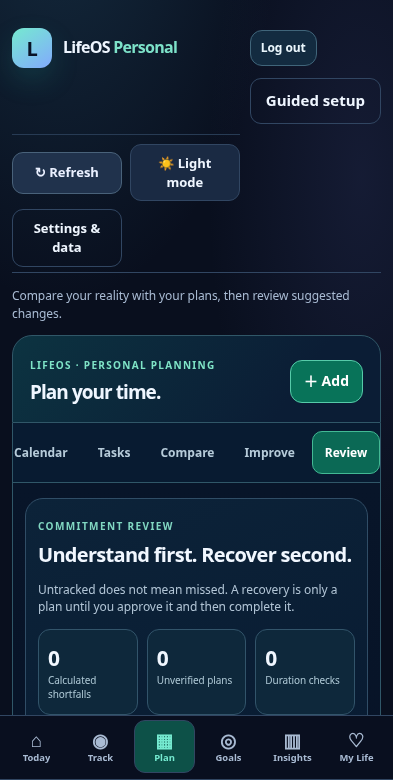 L
LifeOS Personal
Log out
Guided setup
↻ Refresh
☀️ Light
mode
Settings &
data
Compare your reality with your plans, then review suggested
changes.
LIFEOS · PERSONAL PLANNING
Plan your time.
＋ Add
Calendar Tasks Compare Improve Review
COMMITMENT REVIEW
Understand first. Recover second.
Untracked does not mean missed. A recovery is only a
plan until you approve it and then complete it.
0 0 0
Calculated
shortfalls
Unverified plans
Duration checks
Today Track Plan Goals Insights My Life